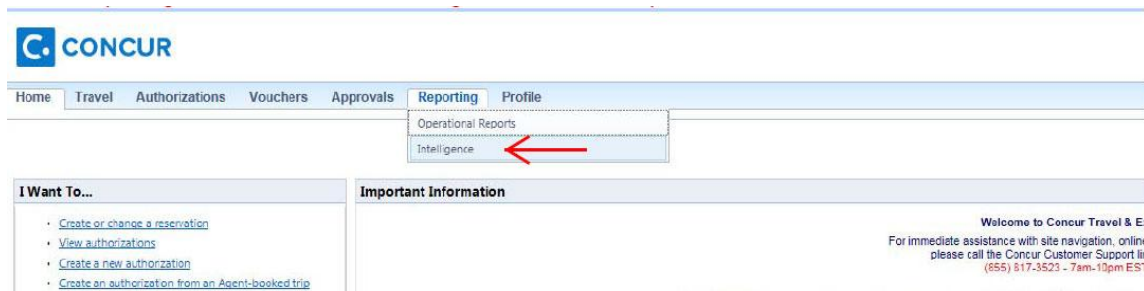 C. CONCUR
Home Travel Authorizations Vouchers Approvals Reporting Profile
Operational Reports
Intelligence
I Want To...
Create or change a reservation
View authorizations
Create a new authorization
Create an authorization from an Agent-booked trip
Important Information
Welcome to Concur Travel & E
For immediate assistance with site navigation, online
please call the Concur Customer Support li
(855) 817-3523 - 7am-10pm EST